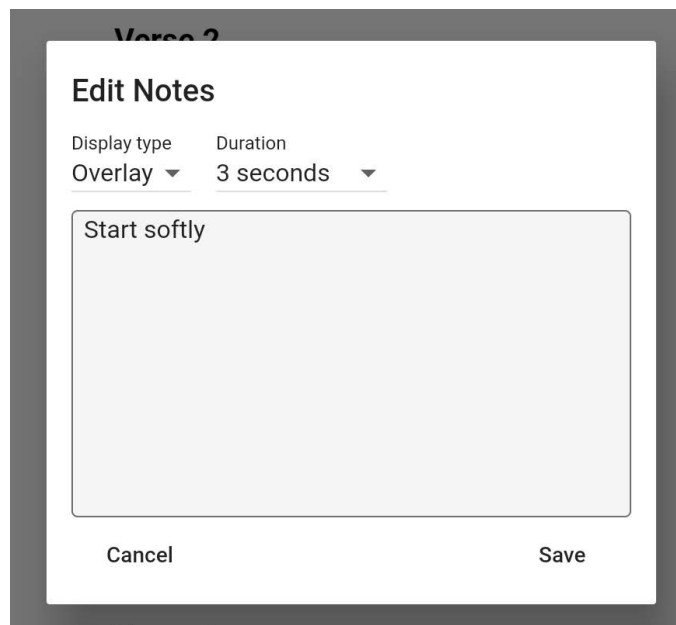 Verse 2
Edit Notes
Display type Duration
Overlay 3 seconds
Start softly
Cancel Save